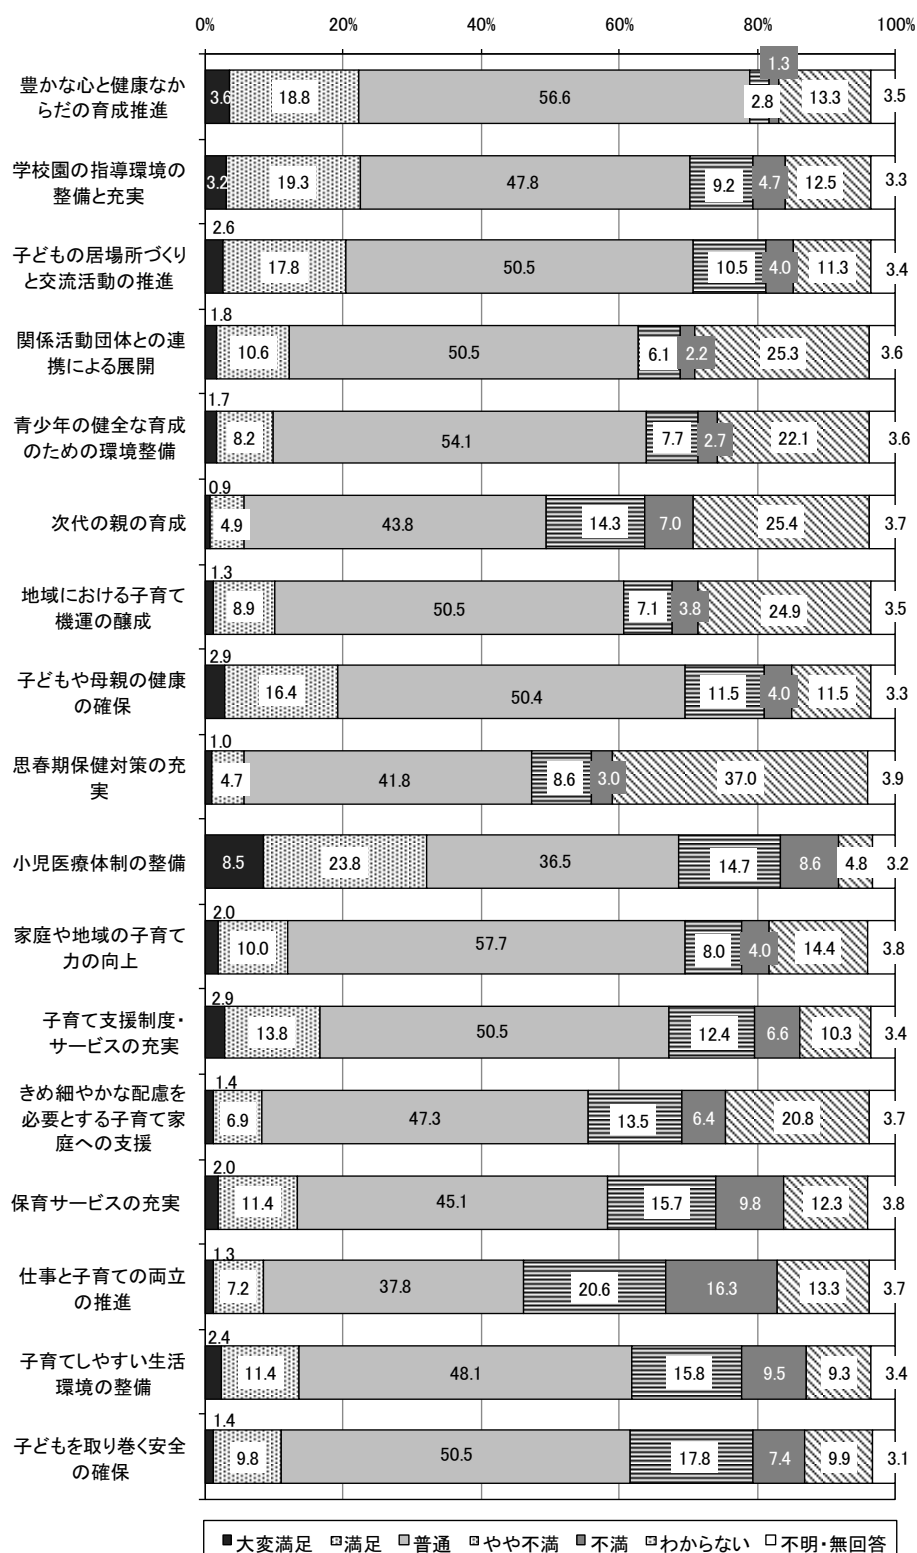 0% 20% 40% 60% 80% 100%
豊かな心と健康なか
らだの育成推進
3.6 18.8 56.6 2.8 1.3 13.3 3.5
学校園の指導環境の
整備と充実
3.2 19.3 47.8 9.2 4.7 12.5 3.3
子どもの居場所づくり
と交流活動の推進
2.6 17.8 50.5 10.5 4.0 11.3 3.4
関係活動団体との連
携による展開
1.8 10.6 50.5 6.1 2.2 25.3 3.6
青少年の健全な育成
のための環境整備
1.7 8.2 54.1 7.7 2.7 22.1 3.6
次代の親の育成
0.9 4.9 43.8 14.3 7.0 25.4 3.7
地域における子育て
機運の醸成
1.3 8.9 50.5 7.1 3.8 24.9 3.5
子どもや母親の健康
の確保
2.9 16.4 50.4 11.5 4.0 11.5 3.3
思春期保健対策の充
実
1.0 4.7 41.8 8.6 3.0 37.0 3.9
小児医療体制の整備
8.5 23.8 36.5 14.7 8.6 4.8 3.2
家庭や地域の子育て
力の向上
2.0 10.0 57.7 8.0 4.0 14.4 3.8
子育て支援制度・
サービスの充実
2.9 13.8 50.5 12.4 6.6 10.3 3.4
きめ細やかな配慮を
必要とする子育て家
庭への支援
1.4 6.9 47.3 13.5 6.4 20.8 3.7
保育サービスの充実
2.0 11.4 45.1 15.7 9.8 12.3 3.8
仕事と子育ての両立
の推進
1.3 7.2 37.8 20.6 16.3 13.3 3.7
子育てしやすい生活
環境の整備
2.4 11.4 48.1 15.8 9.5 9.3 3.4
子どもを取り巻く安全
の確保
1.4 9.8 50.5 17.8 7.4 9.9 3.1
大変満足 満足 普通 やや不満 不満 わからない 不明・無回答